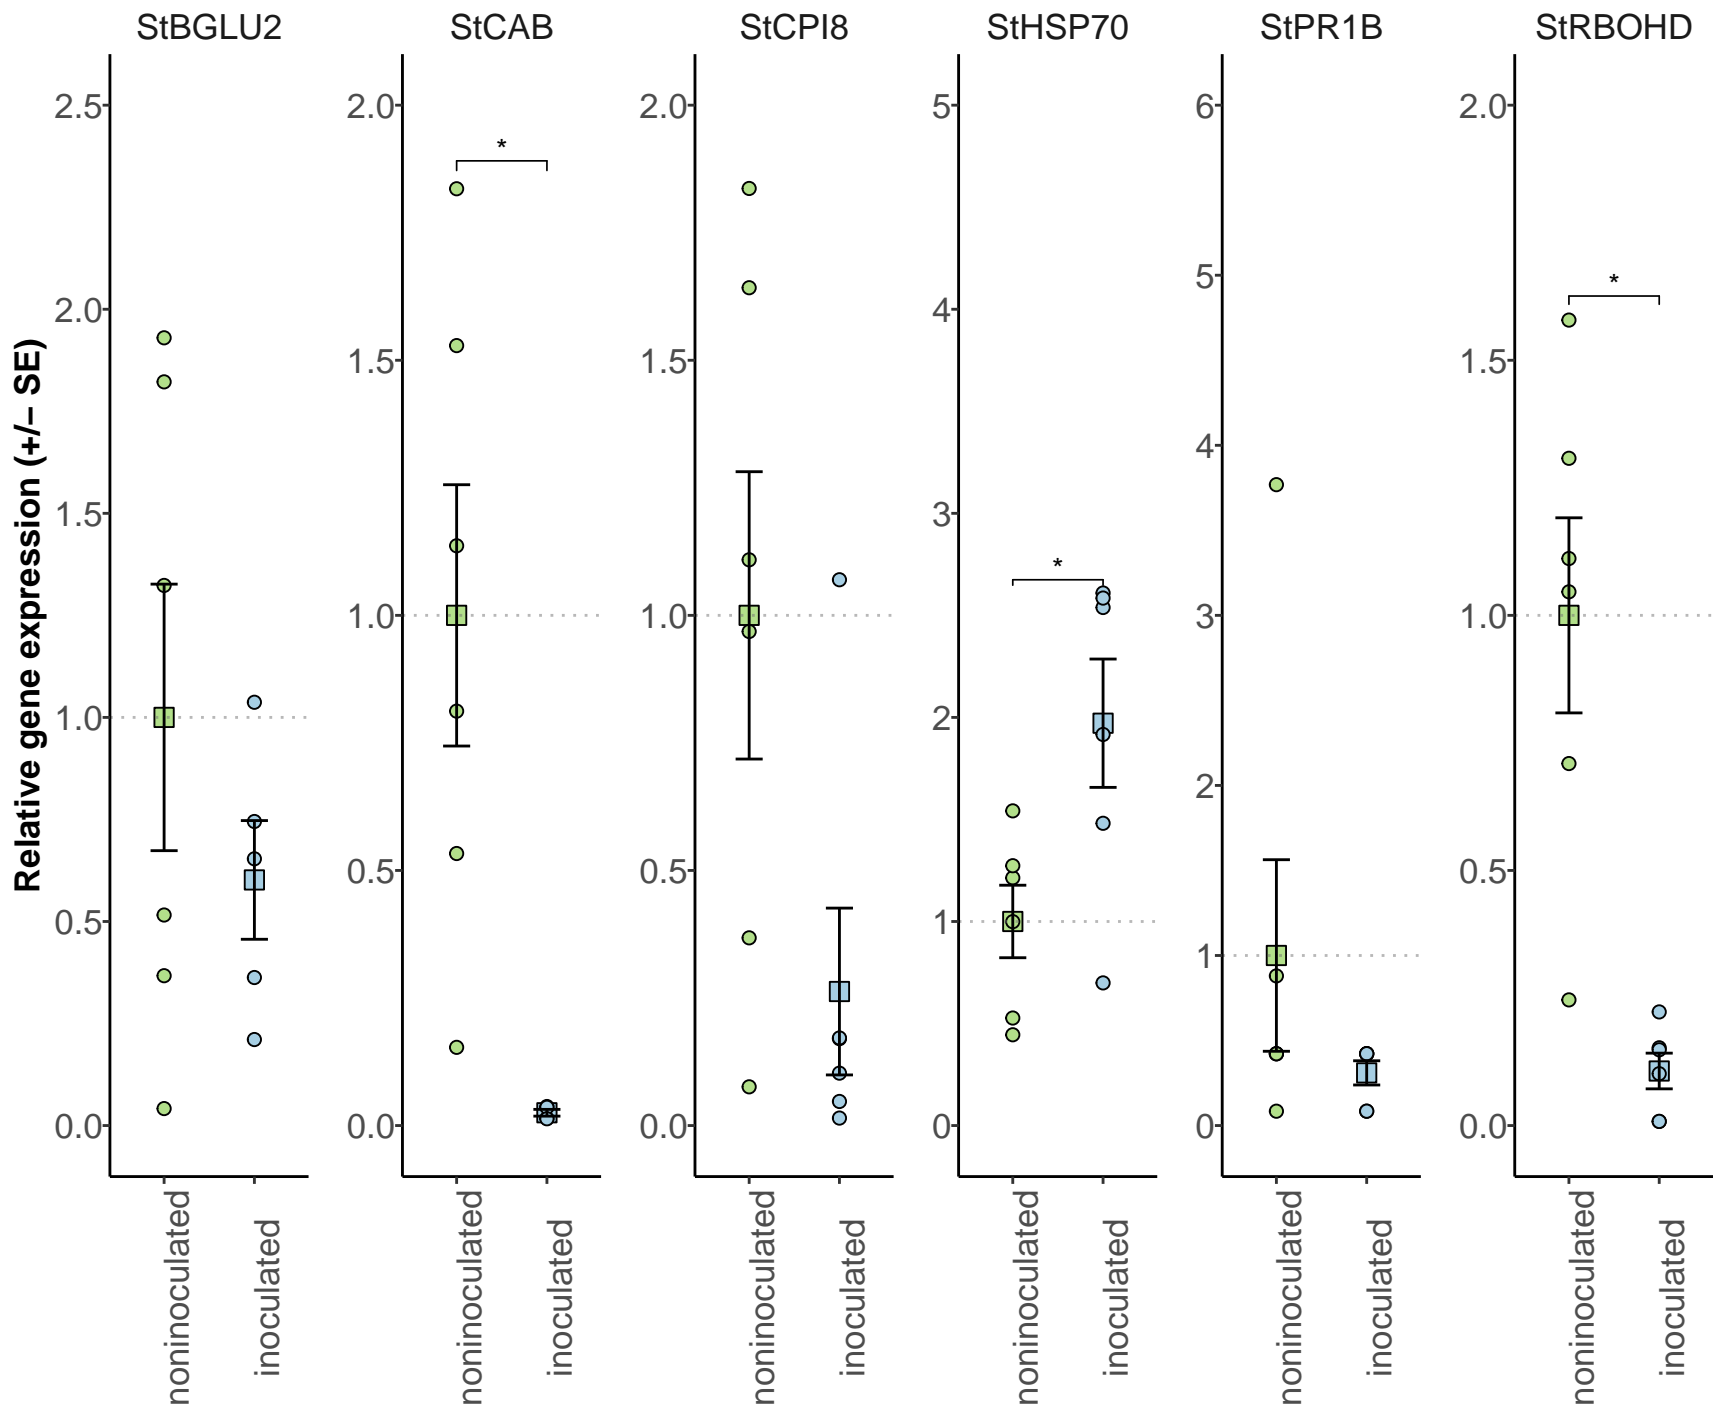 StBGLU2 StCAB StCPI8 StHSP70 StPR1B StRBOHD
Relative gene expression (+/− SE)
2.5
2.0
1.5
1.0
0.5
0.0
noninoculated
inoculated
2.0
1.5
1.0
0.5
0.0
*
noninoculated
inoculated
2.0
1.5
1.0
0.5
0.0
noninoculated
inoculated
5
4
3
2
1
0
*
noninoculated
inoculated
6
5
4
3
2
1
0
noninoculated
inoculated
2.0
1.5
1.0
0.5
0.0
*
noninoculated
inoculated